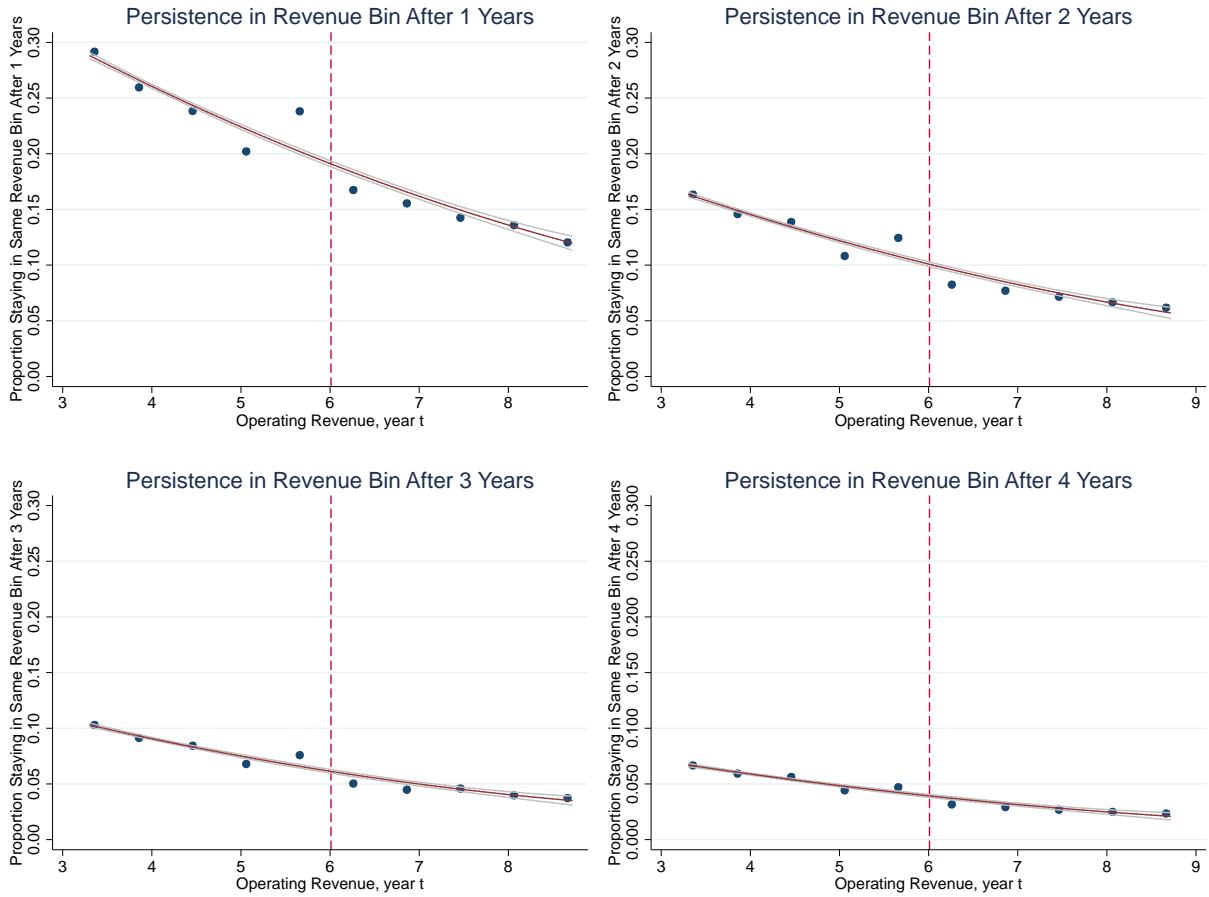 Persistence in Revenue Bin After 1 Years
Proportion Staying in Same Revenue Bin After 1 Years
0.30
0.25
0.20
0.15
0.10
0.05
0.00
3 4 5 6 7 8
Operating Revenue, year t
Persistence in Revenue Bin After 2 Years
Proportion Staying in Same Revenue Bin After 2 Years
0.30
0.25
0.20
0.15
0.10
0.05
0.00
3 4 5 6 7 8 9
Operating Revenue, year t
Persistence in Revenue Bin After 3 Years
Proportion Staying in Same Revenue Bin After 3 Years
0.30
0.25
0.20
0.15
0.10
0.05
0.00
3 4 5 6 7 8
Operating Revenue, year t
Persistence in Revenue Bin After 4 Years
Proportion Staying in Same Revenue Bin After 4 Years
0.300
0.250
0.200
0.150
0.100
0.050
0.000
3 4 5 6 7 8 9
Operating Revenue, year t